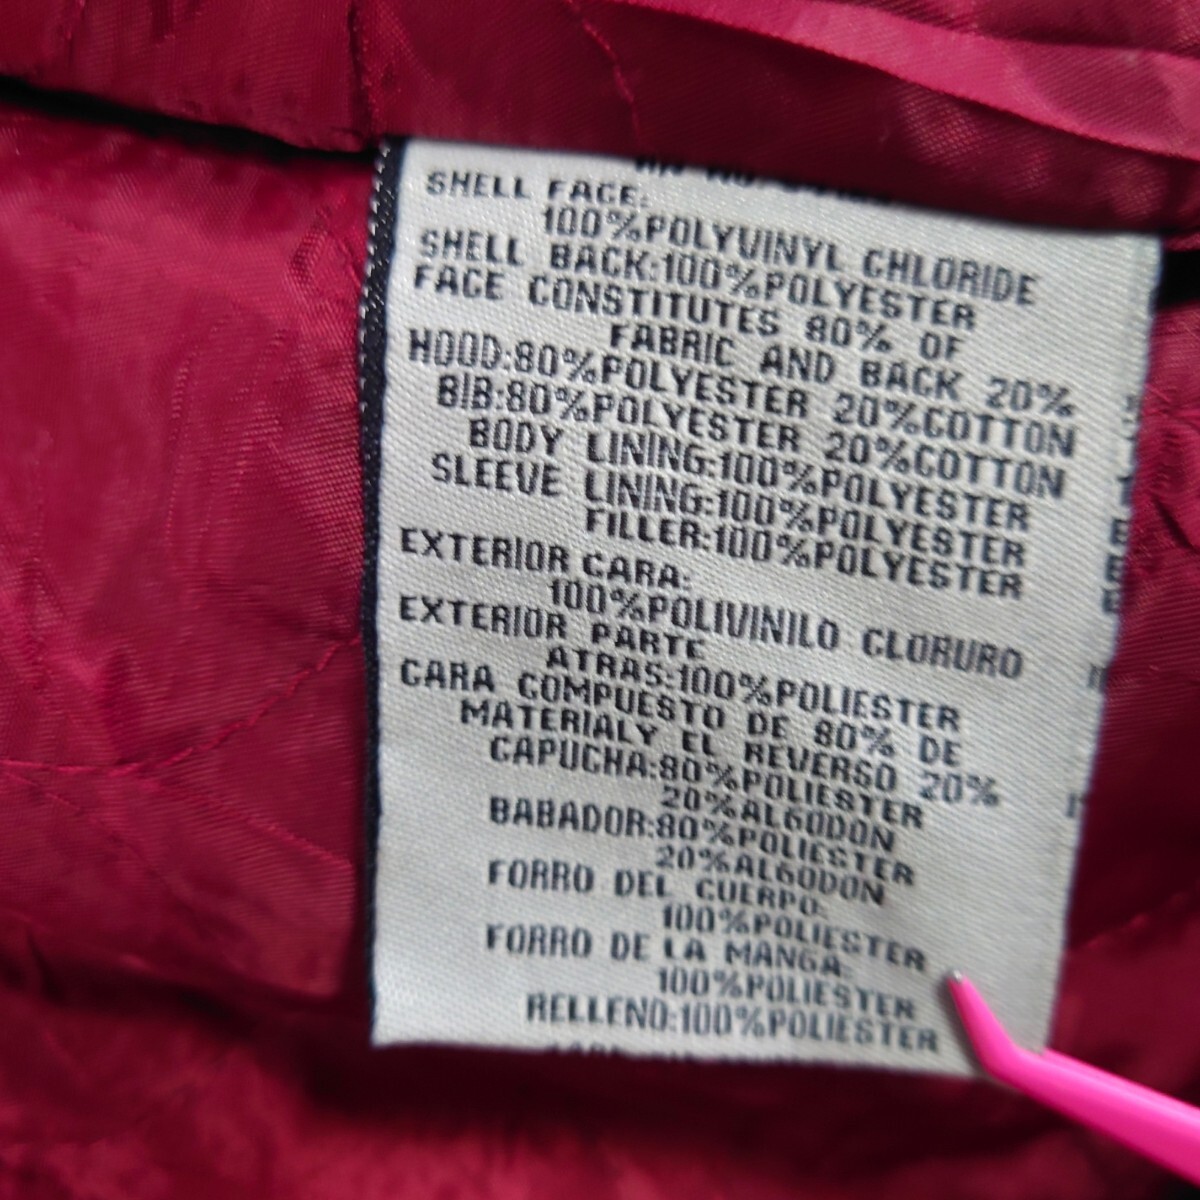 SHELL FACE:
100%POLYVINYL CHLORIDE
SHELL BACK:100%POLYESTER
FACE CONSTITUTES 80% OF
FABRIC AND BACK 20%
HOOD:80%POLYESTER 20%COTTON
BIB:80%POLYESTER 20%COTTON
BODY LINING:100%POLYESTER
SLEEVE LINING:100%POLYESTER
FILLER:100%POLYESTER
EXTERIOR CARA:
100%POLIVINILO CLORURO
EXTERIOR PARTE
ATRAS:100%POLIESTER
CARA COMPUESTO DE 80% DE
MATERIALY EL REVERSO 20%
CAPUCHA:80%POLIESTER
20%ALGODON
BABADOR:80%POLIESTER
20%ALGODON
FORRO DEL CUERPO:
100%POLIESTER
FORRO DE LA MANGA:
100%POLIESTER
RELLENO:100%POLIESTER